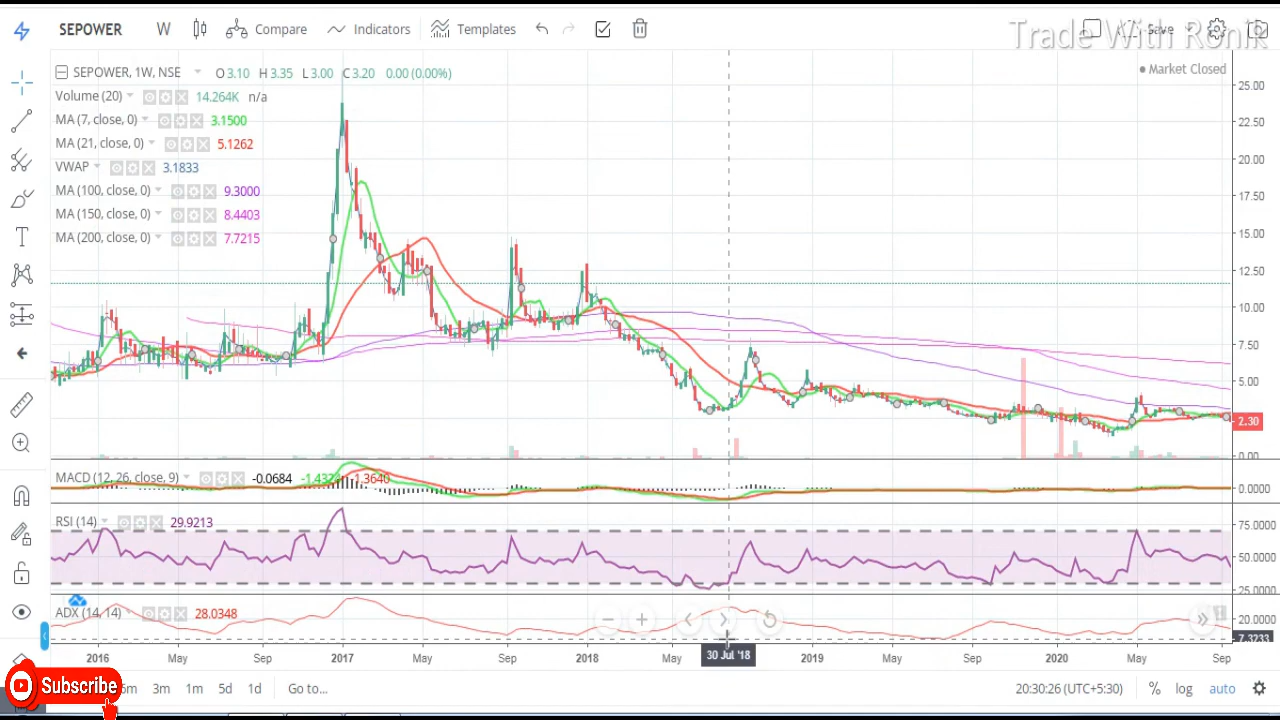 SEPOWER W Compare Indicators Templates Save
Trade With Ronik
SEPOWER, 1W, NSE O 3.10 H 3.35 L 3.00 C 3.20 0.00 (0.00%)
Market Closed
Volume (20) 14.264K n/a
MA (7, close, 0) 3.1500
MA (21, close, 0) 5.1262
VWAP 3.1833
MA (100, close, 0) 9.3000
MA (150, close, 0) 8.4403
MA (200, close, 0) 7.7215
25.00
22.50
20.00
17.50
15.00
12.50
10.00
7.50
5.00
2.30
0.00
MACD (12, 26, close, 9) -0.0684 1.3640
0.0000
RSI (14) 29.9213
75.0000
50.0000
25.0000
ADX (14, 14) 28.0348
20.0000
7.3233
2016 May Sep 2017 May Sep 2018 May 30 Jul '18 2019 May Sep 2020 May Sep
Subscribe
3m 1m 5d 1d Go to... 20:30:26 (UTC+5:30) % log auto